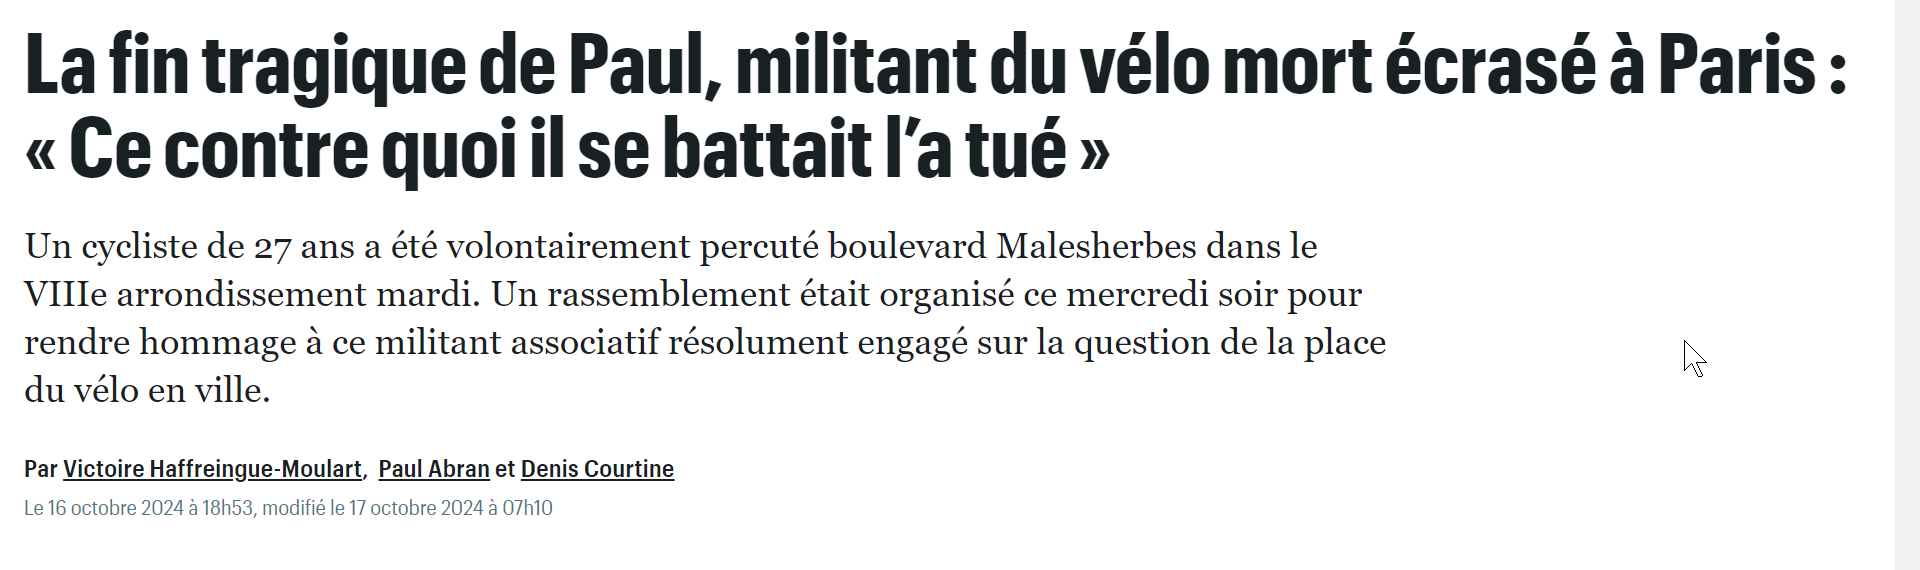 La fin tragique de Paul, militant du vélo mort écrasé à Paris :
« Ce contre quoi il se battait l’a tué »
Un cycliste de 27 ans a été volontairement percuté boulevard Malesherbes dans le
VIIIe arrondissement mardi. Un rassemblement était organisé ce mercredi soir pour
rendre hommage à ce militant associatif résolument engagé sur la question de la place
du vélo en ville.
Par Victoire Haffreingue-Moulart, Paul Abran et Denis Courtine
Le 16 octobre 2024 à 18h53, modifié le 17 octobre 2024 à 07h10